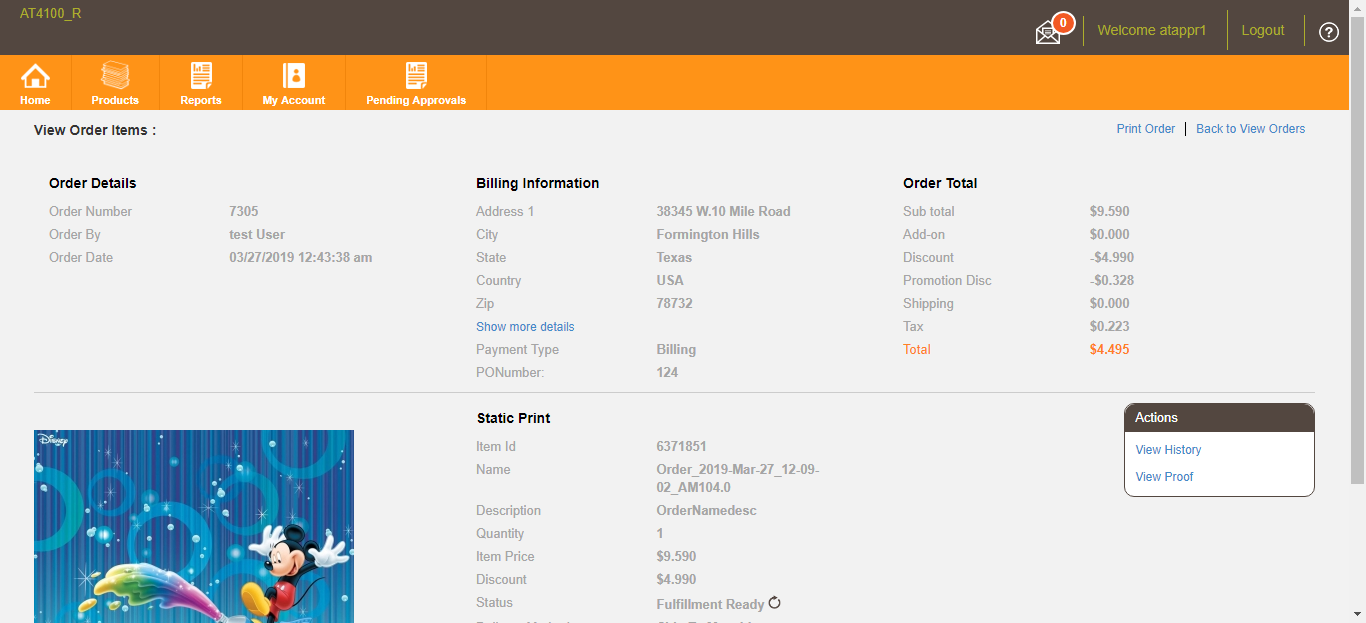 AT4100_R
0
Welcome atappr1
Logout
?
Home
Products
Reports
My Account
Pending Approvals
View Order Items :
Print Order
Back to View Orders
Order Details
Order Number 7305
Order By test User
Order Date 03/27/2019 12:43:38 am
Billing Information
Address 1 38345 W.10 Mile Road
City Formington Hills
State Texas
Country USA
Zip 78732
Show more details
Payment Type Billing
PONumber: 124
Order Total
Sub total $9.590
Add-on $0.000
Discount -$4.990
Promotion Disc -$0.328
Shipping $0.000
Tax $0.223
Total $4.495
Disney
Static Print
Item Id 6371851
Name Order_2019-Mar-27_12-09-
02_AM104.0
Description OrderNamedesc
Quantity 1
Item Price $9.590
Discount $4.990
Status Fulfillment Ready
Actions
View History
View Proof